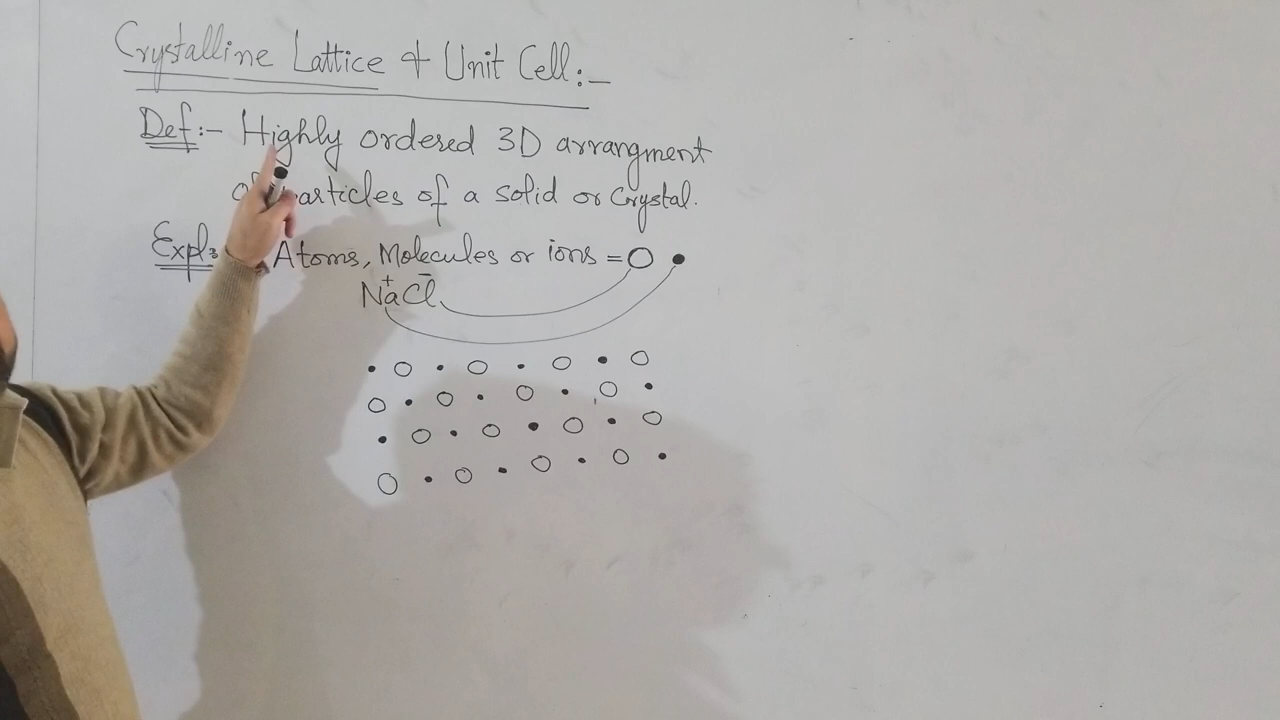 Crystalline Lattice & Unit Cell:-
Def:- Highly ordered 3D arrangment
of particles of a solid or Crystal.
Expl: Atoms, Molecules or ions =
Na+Cl-